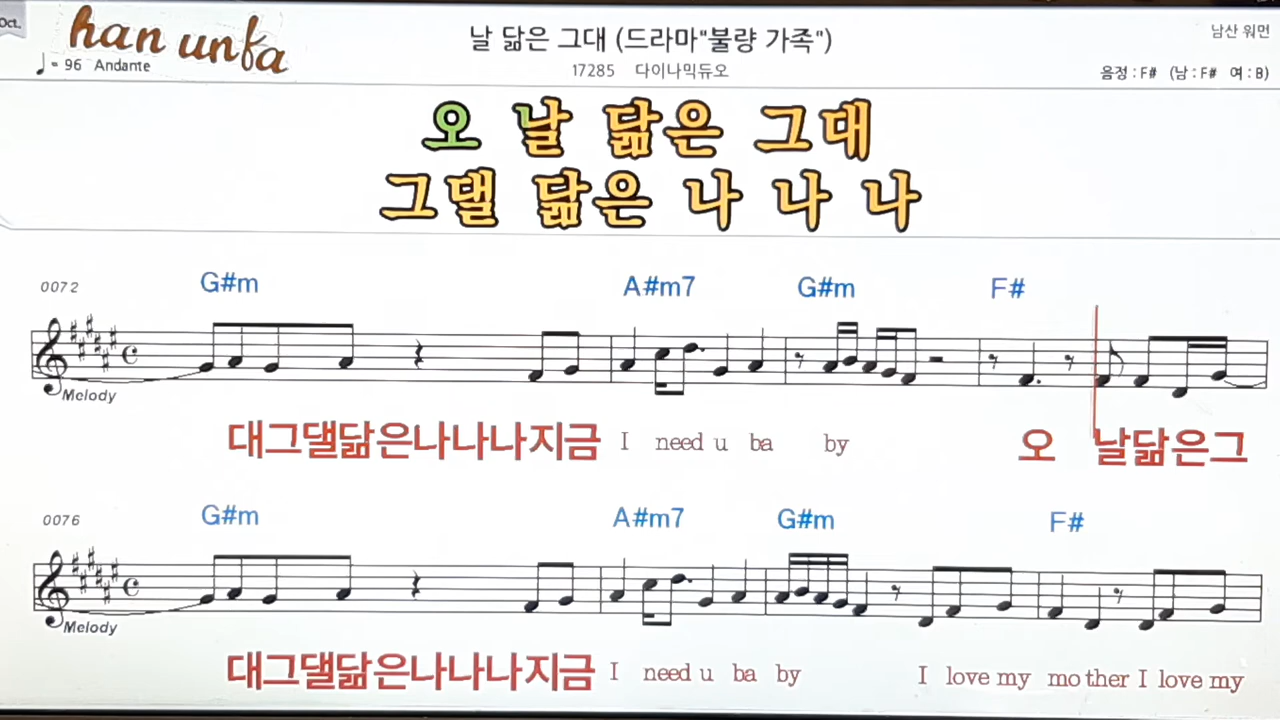 Oct.
han unfa
♩= 96 Andante
날 닮은 그대 (드라마"불량 가족")
17285 다이나믹듀오
남산 워먼
음정 : F# (남 : F# 여 : B)
오 날 닮은 그대
그댈 닮은 나 나 나
0072 G#m A#m7 G#m F#
Melody
대그댈닮은나나나지금 I need u ba by 오 날닮은그
0076 G#m A#m7 G#m F#
Melody
대그댈닮은나나나지금 I need u ba by I love my mo ther I love my